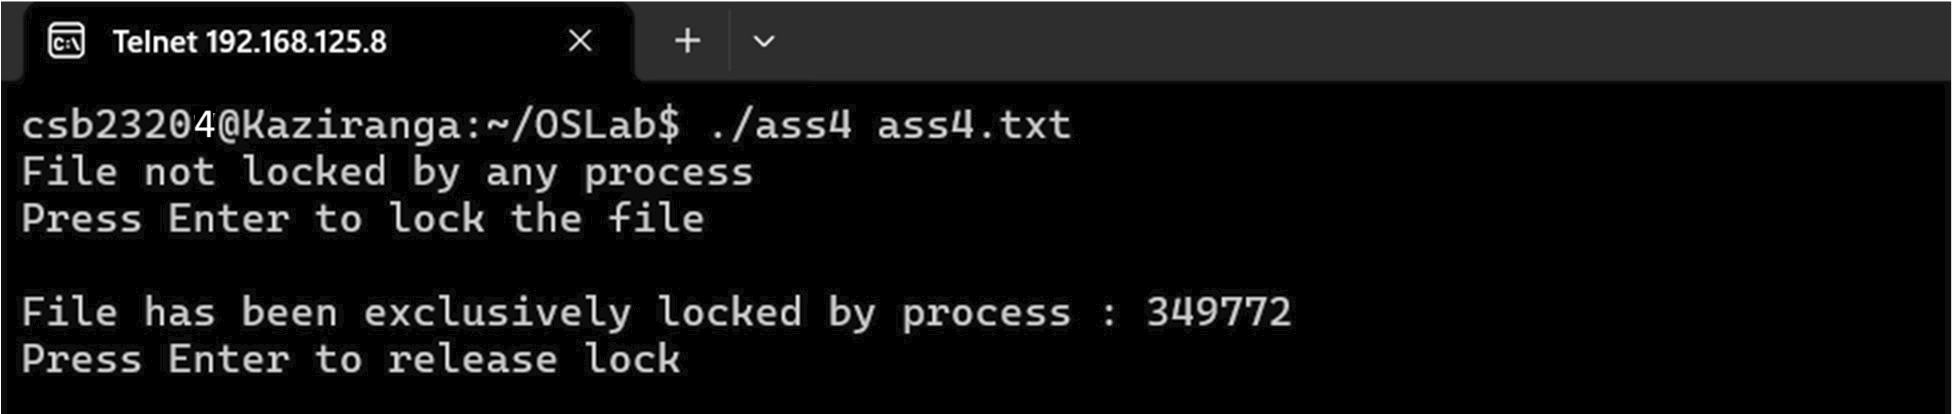 Telnet 192.168.125.8
csb23204@Kaziranga:~/OSLab$ ./ass4 ass4.txt
File not locked by any process
Press Enter to lock the file
File has been exclusively locked by process : 349772
Press Enter to release lock